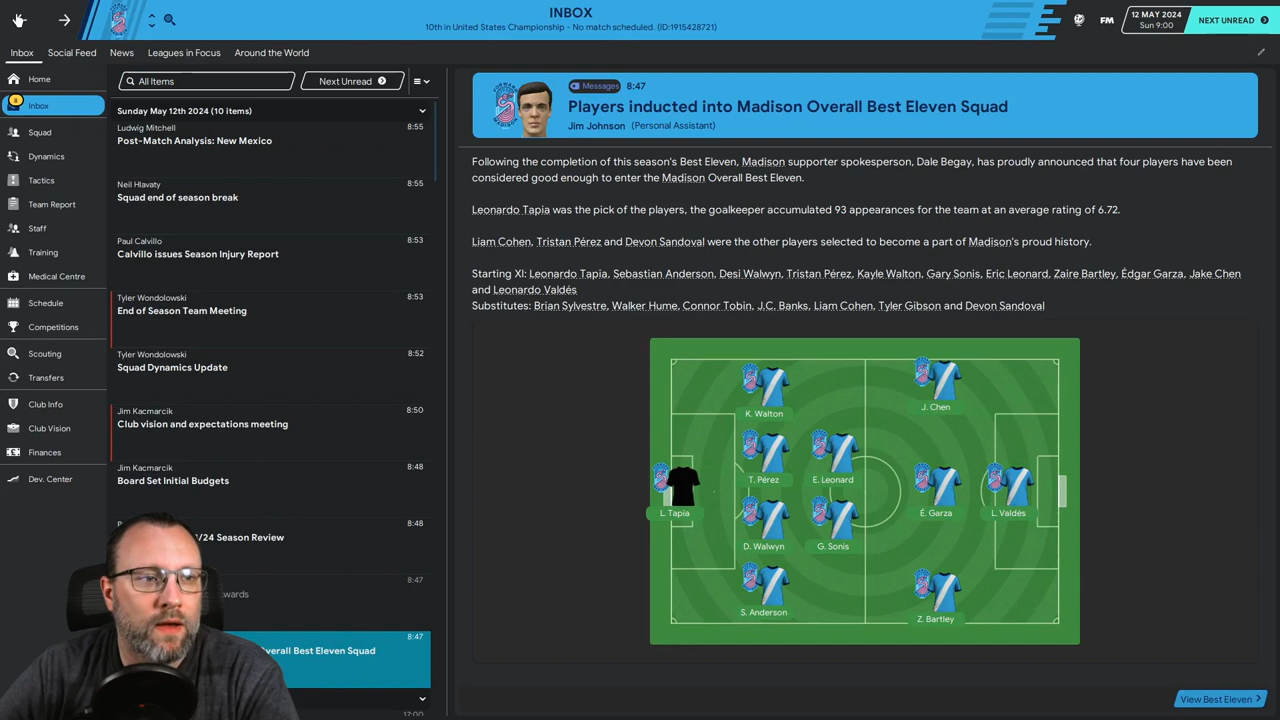 INBOX
10th in United States Championship - No match scheduled. (ID:1915428721)
FM
12 MAY 2024
SUN 9:00
NEXT UNREAD
Inbox
Social Feed
News
Leagues in Focus
Around the World
Home
8
Inbox
Squad
Dynamics
Tactics
Team Report
Staff
Training
Medical Centre
Schedule
Competitions
Scouting
Transfers
Club Info
Club Vision
Finances
Dev. Center
All Items
Next Unread
Sunday May 12th 2024 (10 items)
Ludwig Mitchell 8:55
Post-Match Analysis: New Mexico
Neil Hlavaty 8:55
Squad end of season break
Paul Calvillo 8:53
Calvillo issues Season Injury Report
Tyler Wondolowski 8:53
End of Season Team Meeting
Tyler Wondolowski 8:52
Squad Dynamics Update
Jim Kacmarcik 8:50
Club vision and expectations meeting
Jim Kacmarcik 8:48
Board Set Initial Budgets
8:48
/24 Season Review
8:47
8:47
Best Eleven Squad
17:00
Messages 8:47
Players inducted into Madison Overall Best Eleven Squad
Jim Johnson (Personal Assistant)
Following the completion of this season's Best Eleven, Madison supporter spokesperson, Dale Begay, has proudly announced that four players have been
considered good enough to enter the Madison Overall Best Eleven.
Leonardo Tapia was the pick of the players, the goalkeeper accumulated 93 appearances for the team at an average rating of 6.72.
Liam Cohen, Tristan Pérez and Devon Sandoval were the other players selected to become a part of Madison's proud history.
Starting XI: Leonardo Tapia, Sebastian Anderson, Desi Walwyn, Tristan Pérez, Kayle Walton, Gary Sonis, Eric Leonard, Zaire Bartley, Édgar Garza, Jake Chen
and Leonardo Valdés
Substitutes: Brian Sylvestre, Walker Hume, Connor Tobin, J.C. Banks, Liam Cohen, Tyler Gibson and Devon Sandoval
K. Walton
J. Chen
T. Pérez
E. Leonard
L. Tapia
É. Garza
L. Valdés
D. Walwyn
G. Sonis
S. Anderson
Z. Bartley
View Best Eleven